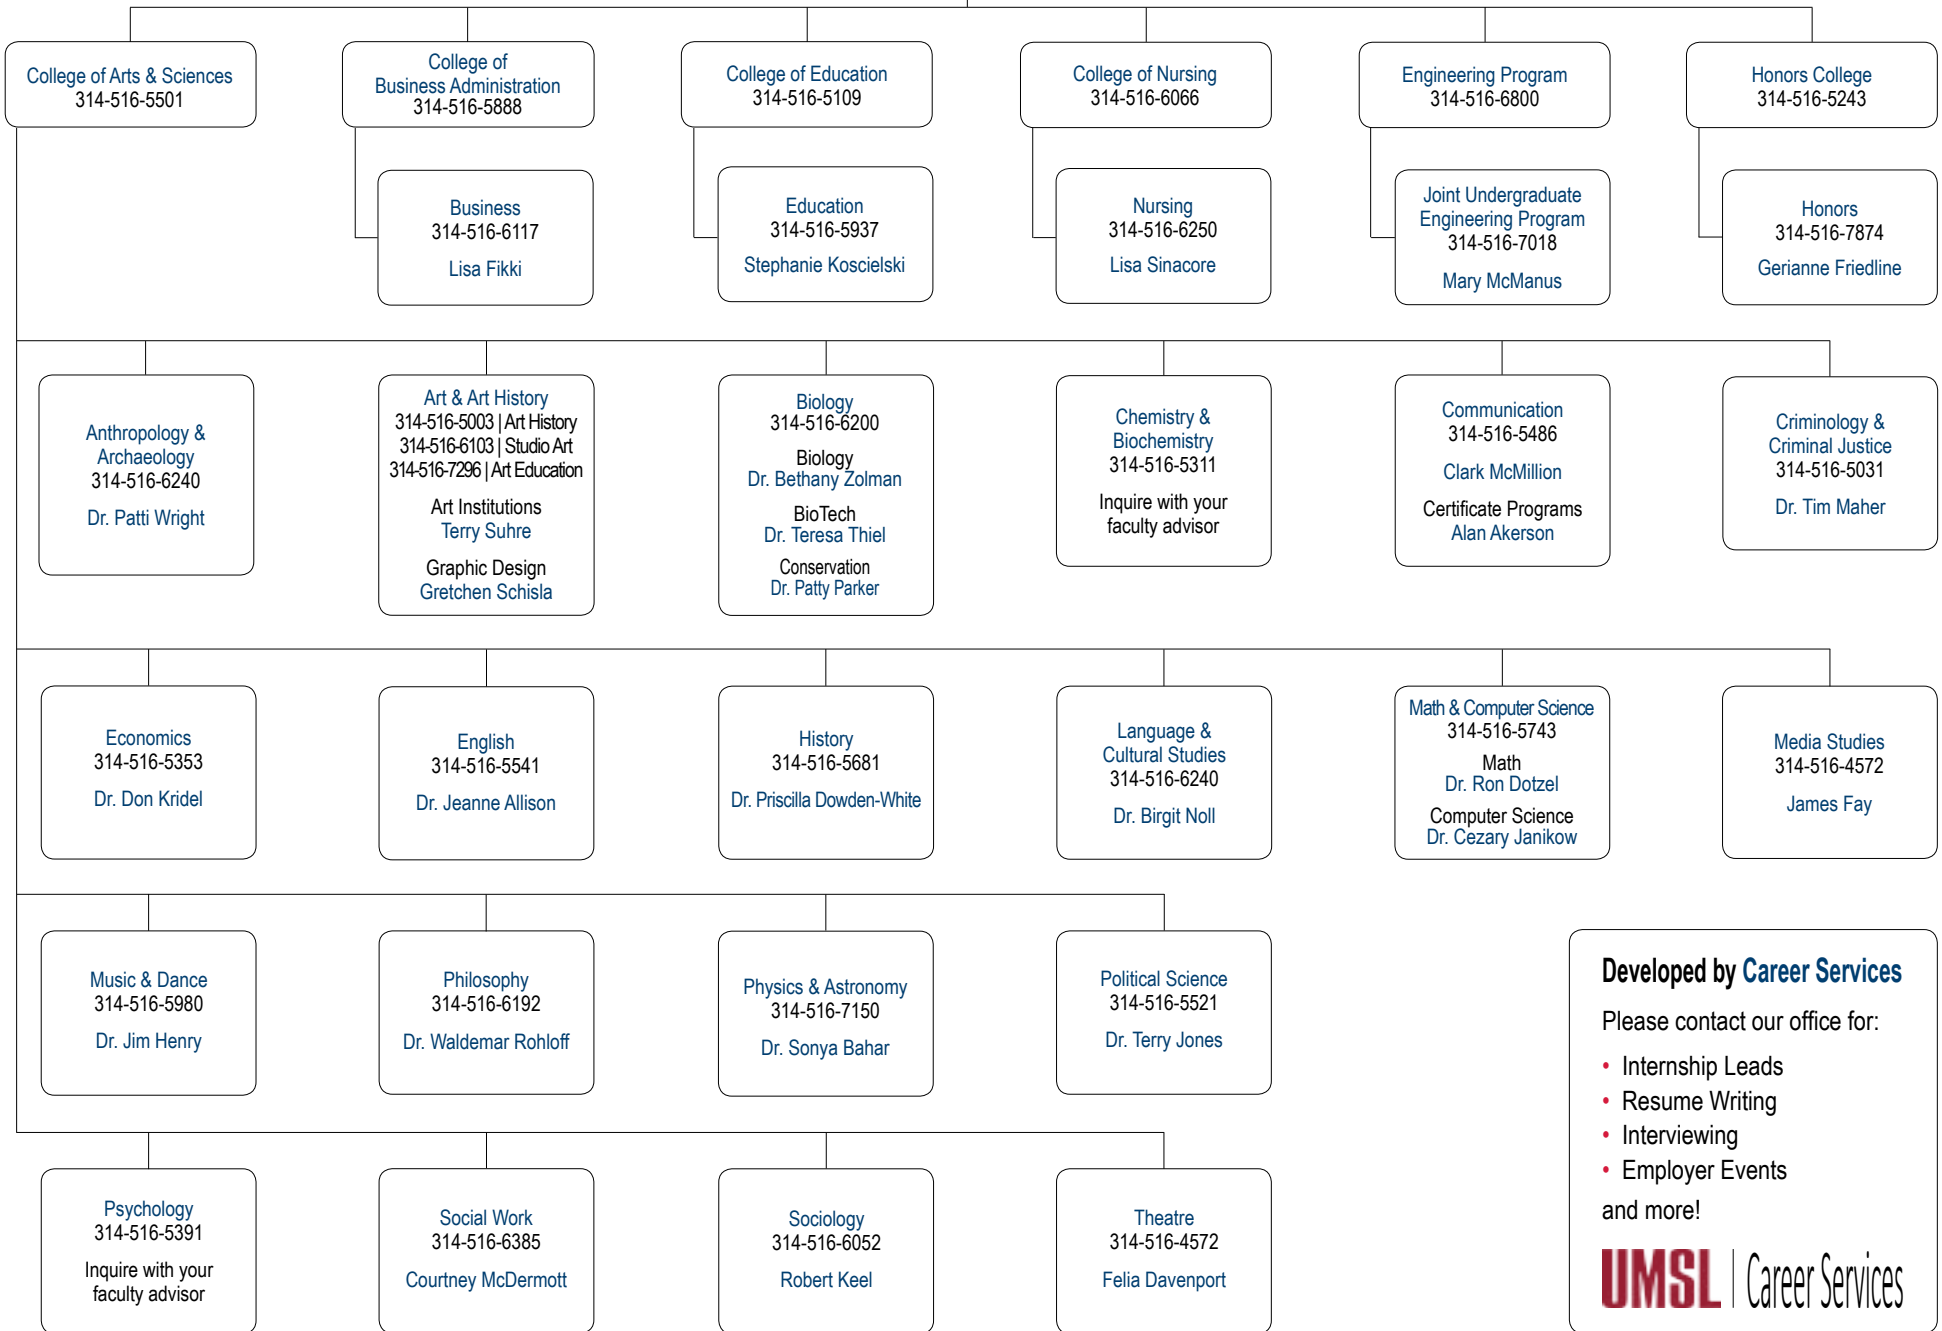 College of Arts & Sciences
314-516-5501
College of
Business Administration
314-516-5888
College of Education
314-516-5109
College of Nursing
314-516-6066
Engineering Program
314-516-6800
Honors College
314-516-5243
Business
314-516-6117
Lisa Fikki
Education
314-516-5937
Stephanie Koscielski
Nursing
314-516-6250
Lisa Sinacore
Joint Undergraduate
Engineering Program
314-516-7018
Mary McManus
Honors
314-516-7874
Gerianne Friedline
Anthropology &
Archaeology
314-516-6240
Dr. Patti Wright
Art & Art History
314-516-5003 | Art History
314-516-6103 | Studio Art
314-516-7296 | Art Education
Art Institutions
Terry Suhre
Graphic Design
Gretchen Schisla
Biology
314-516-6200
Biology
Dr. Bethany Zolman
BioTech
Dr. Teresa Thiel
Conservation
Dr. Patty Parker
Chemistry &
Biochemistry
314-516-5311
Inquire with your
faculty advisor
Communication
314-516-5486
Clark McMillion
Certificate Programs
Alan Akerson
Criminology &
Criminal Justice
314-516-5031
Dr. Tim Maher
Economics
314-516-5353
Dr. Don Kridel
English
314-516-5541
Dr. Jeanne Allison
History
314-516-5681
Dr. Priscilla Dowden-White
Language &
Cultural Studies
314-516-6240
Dr. Birgit Noll
Math & Computer Science
314-516-5743
Math
Dr. Ron Dotzel
Computer Science
Dr. Cezary Janikow
Media Studies
314-516-4572
James Fay
Music & Dance
314-516-5980
Dr. Jim Henry
Philosophy
314-516-6192
Dr. Waldemar Rohloff
Physics & Astronomy
314-516-7150
Dr. Sonya Bahar
Political Science
314-516-5521
Dr. Terry Jones
Psychology
314-516-5391
Inquire with your
faculty advisor
Social Work
314-516-6385
Courtney McDermott
Sociology
314-516-6052
Robert Keel
Theatre
314-516-4572
Felia Davenport
Developed by Career Services
Please contact our office for:
• Internship Leads
• Resume Writing
• Interviewing
• Employer Events
and more!
UMSL | Career Services